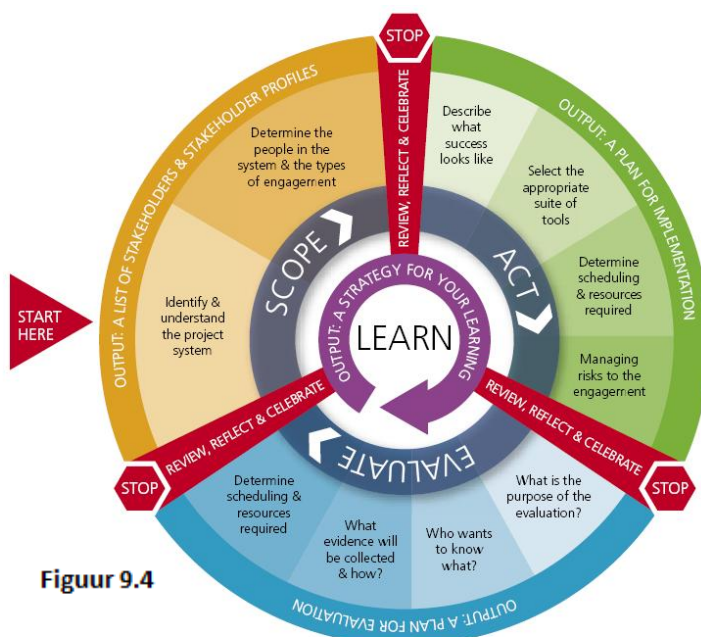 START
HERE
OUTPUT: A LIST OF STAKEHOLDERS & STAKEHOLDER PROFILES
SCOPE
Identify &
understand
the project
system
Determine the
people in the
system & the types
of engagement
STOP
REVIEW, REFLECT & CELEBRATE
OUTPUT: A PLAN FOR IMPLEMENTATION
ACT
Describe
what
success
looks like
Select the
appropriate
suite of
tools
Determine
scheduling
& resources
required
Managing
risks to the
engagement
STOP
REVIEW, REFLECT & CELEBRATE
OUTPUT: A PLAN FOR EVALUATION
EVALUATE
What is the
purpose of the
evaluation?
Who wants
to know
what?
What
evidence will
be collected
& how?
Determine
scheduling &
resources
required
STOP
REVIEW, REFLECT & CELEBRATE
OUTPUT: A STRATEGY FOR YOUR LEARNING
LEARN
Figuur 9.4